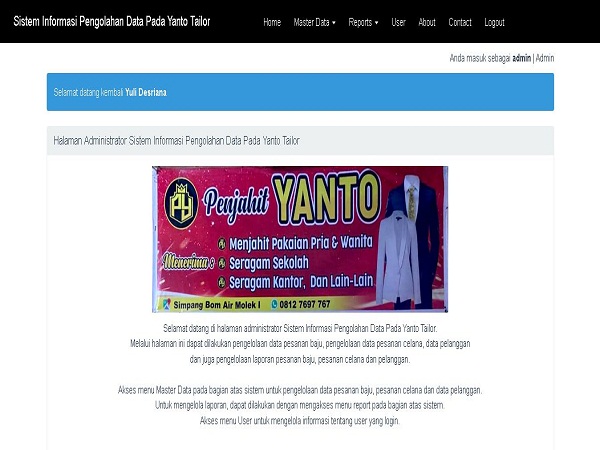 Sistem Informasi Pengolahan Data Pada Yanto Tailor
Home Master Data Reports User About Contact Logout
Anda masuk sebagai admin | Admin
Selamat datang kembali Yuli Desriana
Halaman Administrator Sistem Informasi Pengolahan Data Pada Yanto Tailor
PY
Penjahit YANTO
Menerima :
Menjahit Pakaian Pria & Wanita
Seragam Sekolah
Seragam Kantor, Dan Lain-Lain
Simpang Bom Air Molek I 0812 7697 767
Selamat datang di halaman administrator Sistem Informasi Pengolahan Data Pada Yanto Tailor.
Melalui halaman ini dapat dilakukan pengelolaan data pesanan baju, pengelolaan data pesanan celana, data pelanggan
dan juga pengelolaan laporan pesanan baju, pesanan celana dan pelanggan.
Akses menu Master Data pada bagian atas sistem untuk pengelolaan data pesanan baju, pesanan celana dan data pelanggan.
Untuk mengelola laporan, dapat dilakukan dengan mengakses menu report pada bagian atas sistem.
Akses menu User untuk mengelola informasi tentang user yang login.